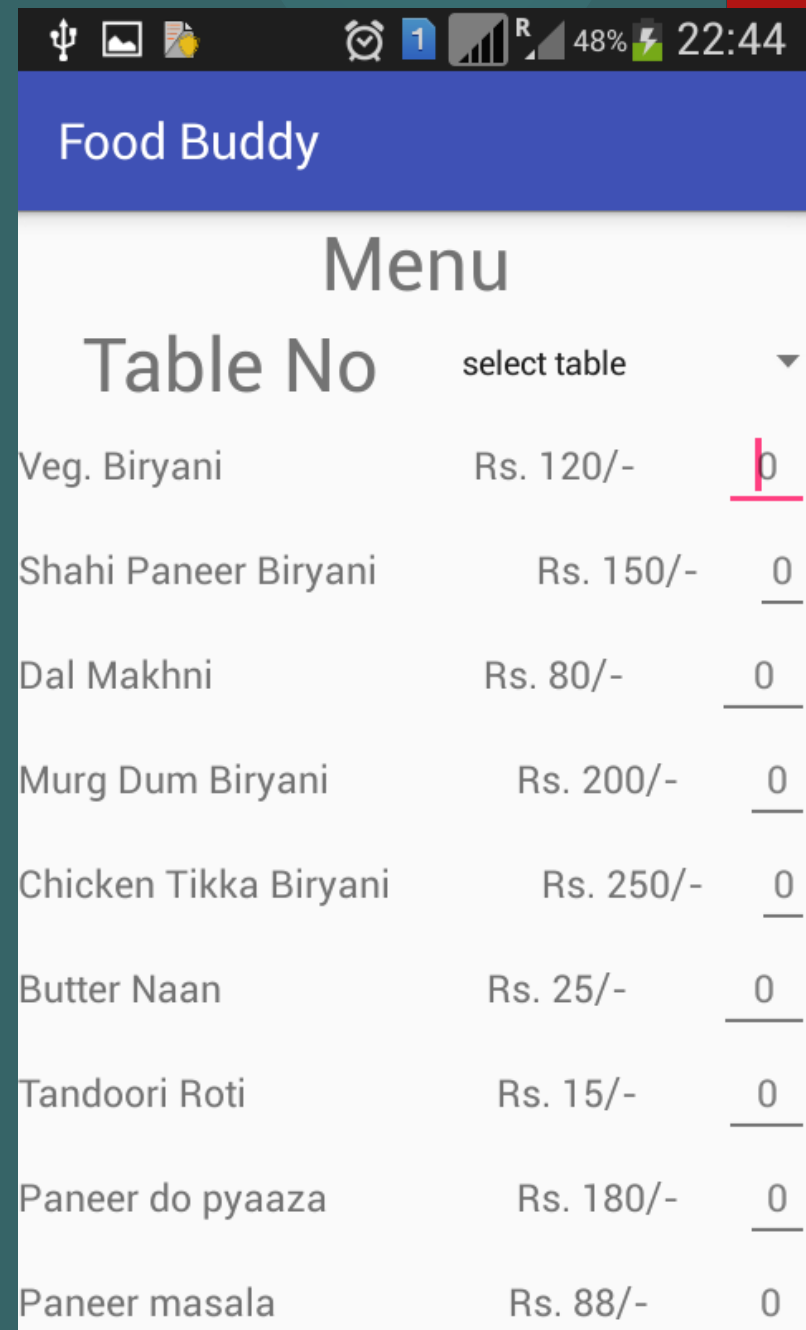 1 R 48% 22:44
Food Buddy
Menu
Table No select table
Veg. Biryani Rs. 120/- 0
Shahi Paneer Biryani Rs. 150/- 0
Dal Makhni Rs. 80/- 0
Murg Dum Biryani Rs. 200/- 0
Chicken Tikka Biryani Rs. 250/- 0
Butter Naan Rs. 25/- 0
Tandoori Roti Rs. 15/- 0
Paneer do pyaaza Rs. 180/- 0
Paneer masala Rs. 88/- 0